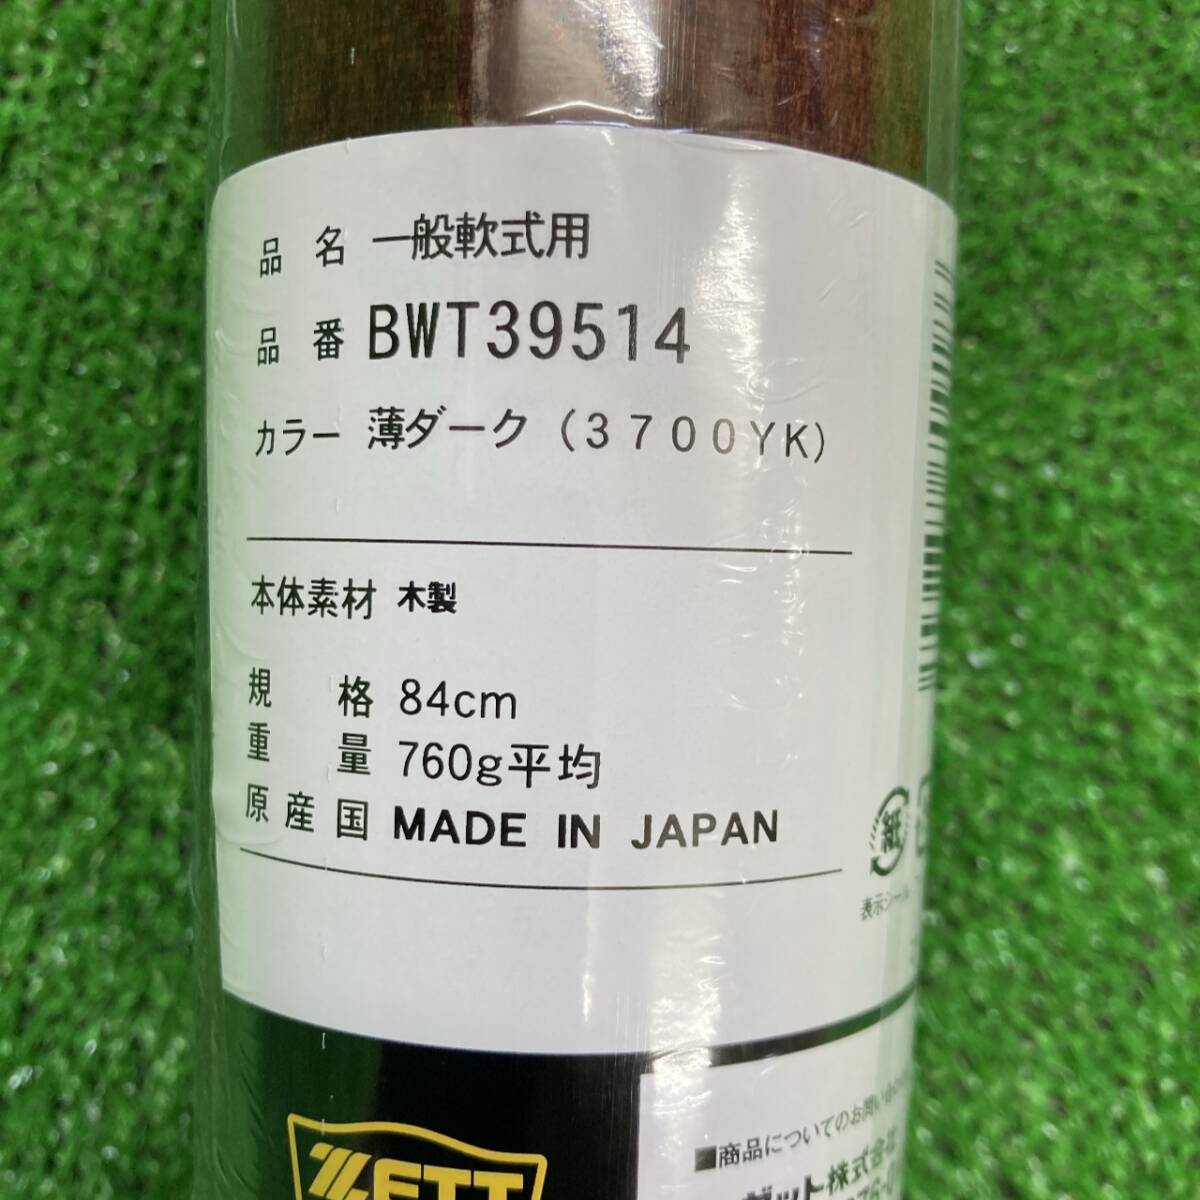 品名 一般軟式用
品番 BWT39514
カラー 薄ダーク (3700YK)
本体素材 木製
規格 84cm
重量 760g平均
原産国 MADE IN JAPAN
紙
表示シール
ZETT
■商品についてのお問い合
ゼット株式会社